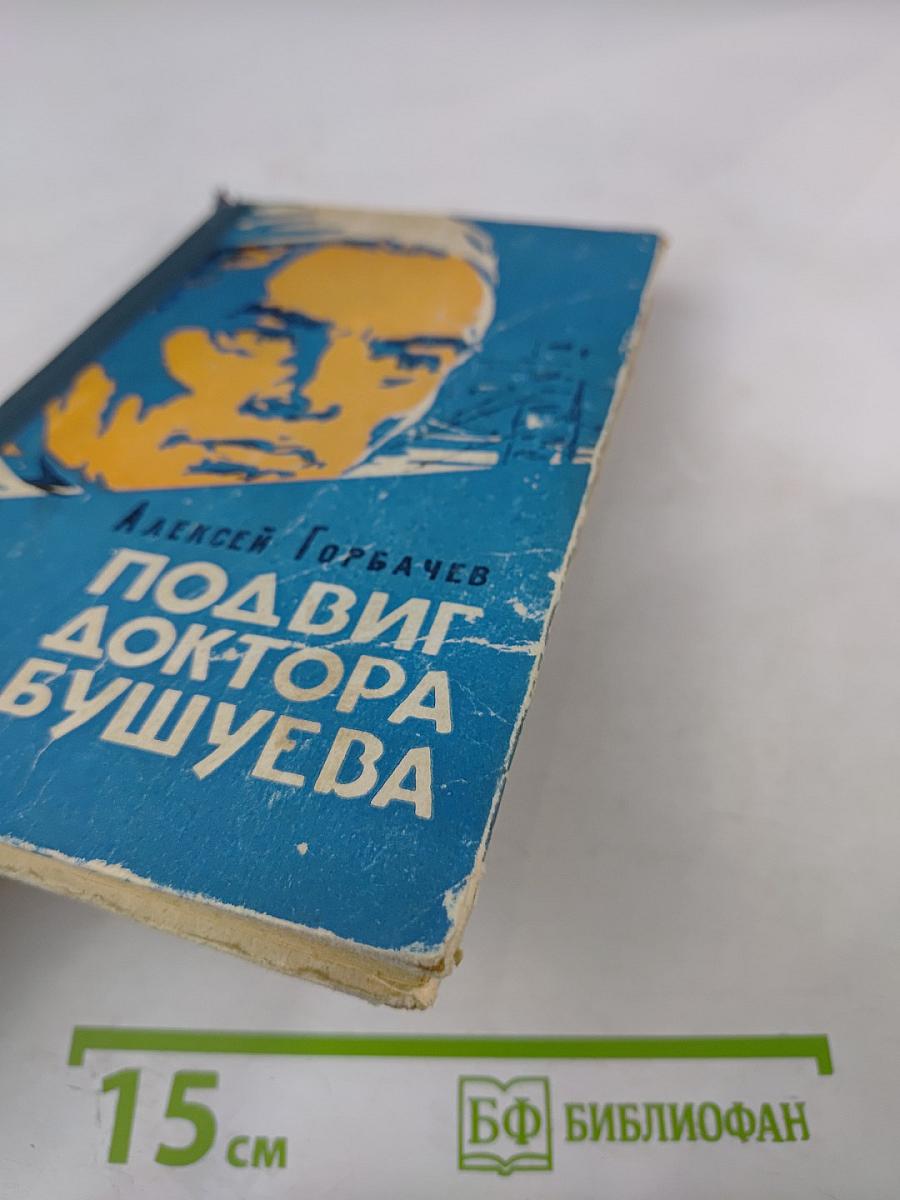 Алексей Горбачев
ПОДВИГ
ДОКТОРА
БУШУЕВА
15 см
БФ БИБЛИОФАН